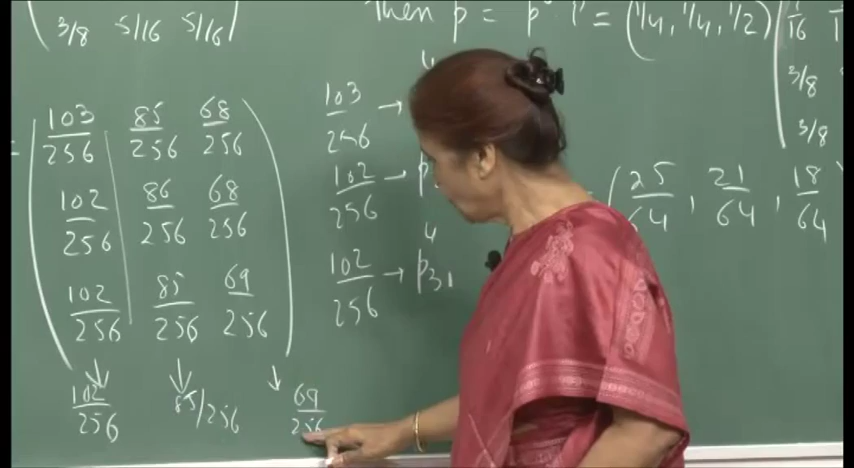 3/8 5/16 5/16
Then p = p⁰ P = (1/4, 1/4, 1/2)
1/16
3/8
3/8
= 103/256 85/256 68/256
102/256 86/256 68/256
102/256 85/256 69/256
102/256 85/256 69/256
103/256 →
102/256 → p
102/256 → p31
4
4
(25/64, 21/64, 18/64